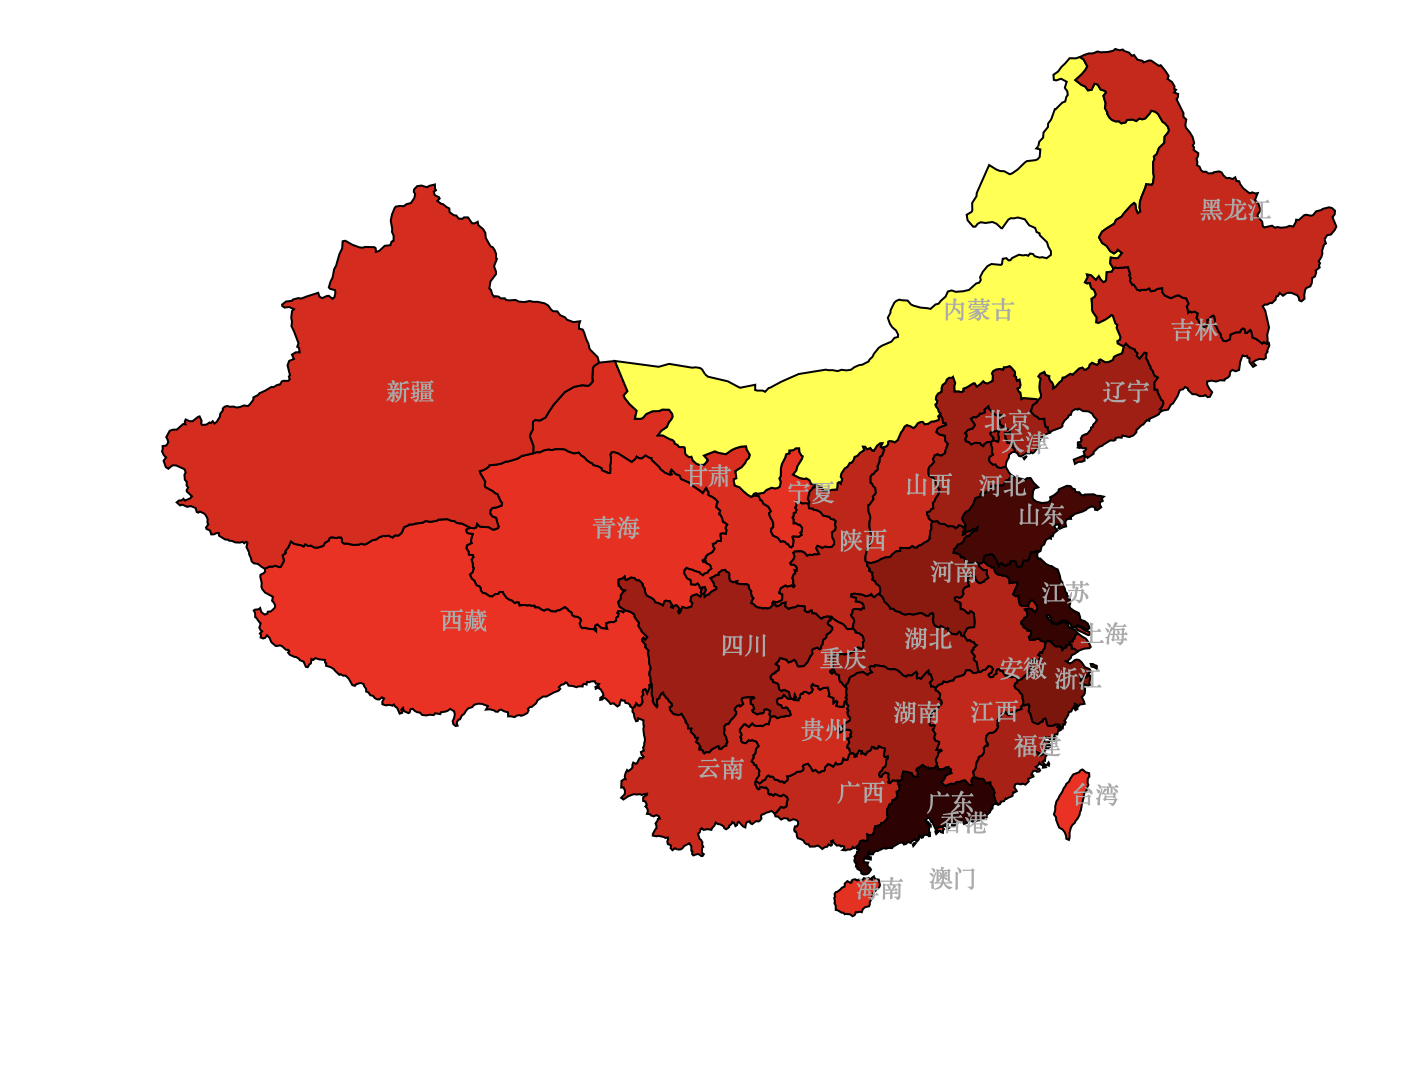 黑龙江
内蒙古
吉林
新疆
辽宁
北京
天津
甘肃
宁夏
山西
河北
山东
青海
陕西
河南
江苏
西藏
上海
四川
湖北
重庆
安徽
浙江
湖南
江西
贵州
福建
云南
广西
台湾
广东
香港
澳门
海南